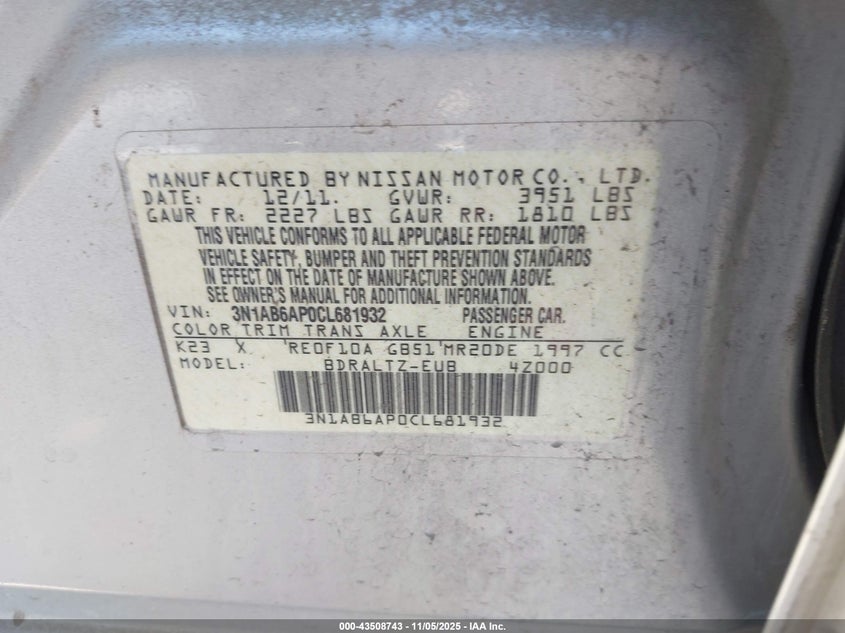 MANUFACTURED BY NISSAN MOTOR CO., LTD.
DATE: 12/11. GVWR: 3951 LBS
GAWR FR: 2227 LBS GAWR RR: 1810 LBS
THIS VEHICLE CONFORMS TO ALL APPLICABLE FEDERAL MOTOR
VEHICLE SAFETY, BUMPER AND THEFT PREVENTION STANDARDS
IN EFFECT ON THE DATE OF MANUFACTURE SHOWN ABOVE.
SEE OWNER'S MANUAL FOR ADDITIONAL INFORMATION.
VIN: 3N1AB6AP0CL681932 PASSENGER CAR.
COLOR TRIM TRANS AXLE ENGINE
K23 X 'RE0F10A GB51'MR20DE 1997 CC
MODEL: BDRALTZ-EUB 4Z000
3N1AB6AP0CL681932
000-43508743 - 11/05/2025 - IAA Inc.